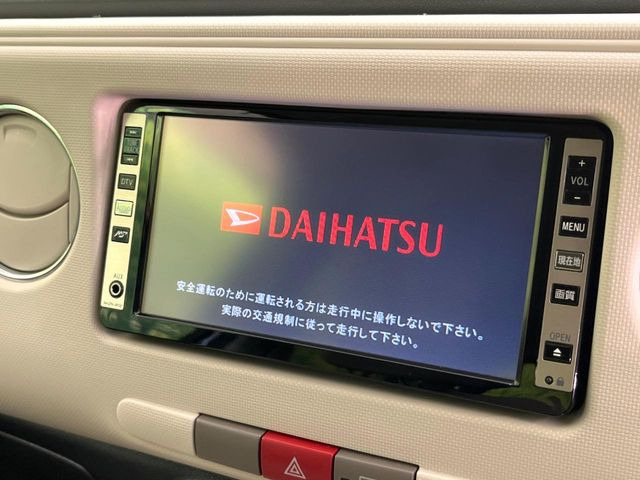 TUNE
TRACK
DTV
AUX
DAIHATSU
安全運転のために運転される方は走行中に操作しないで下さい。
実際の交通規制に従って走行して下さい。
+
VOL
-
MENU
現在地
画質
OPEN